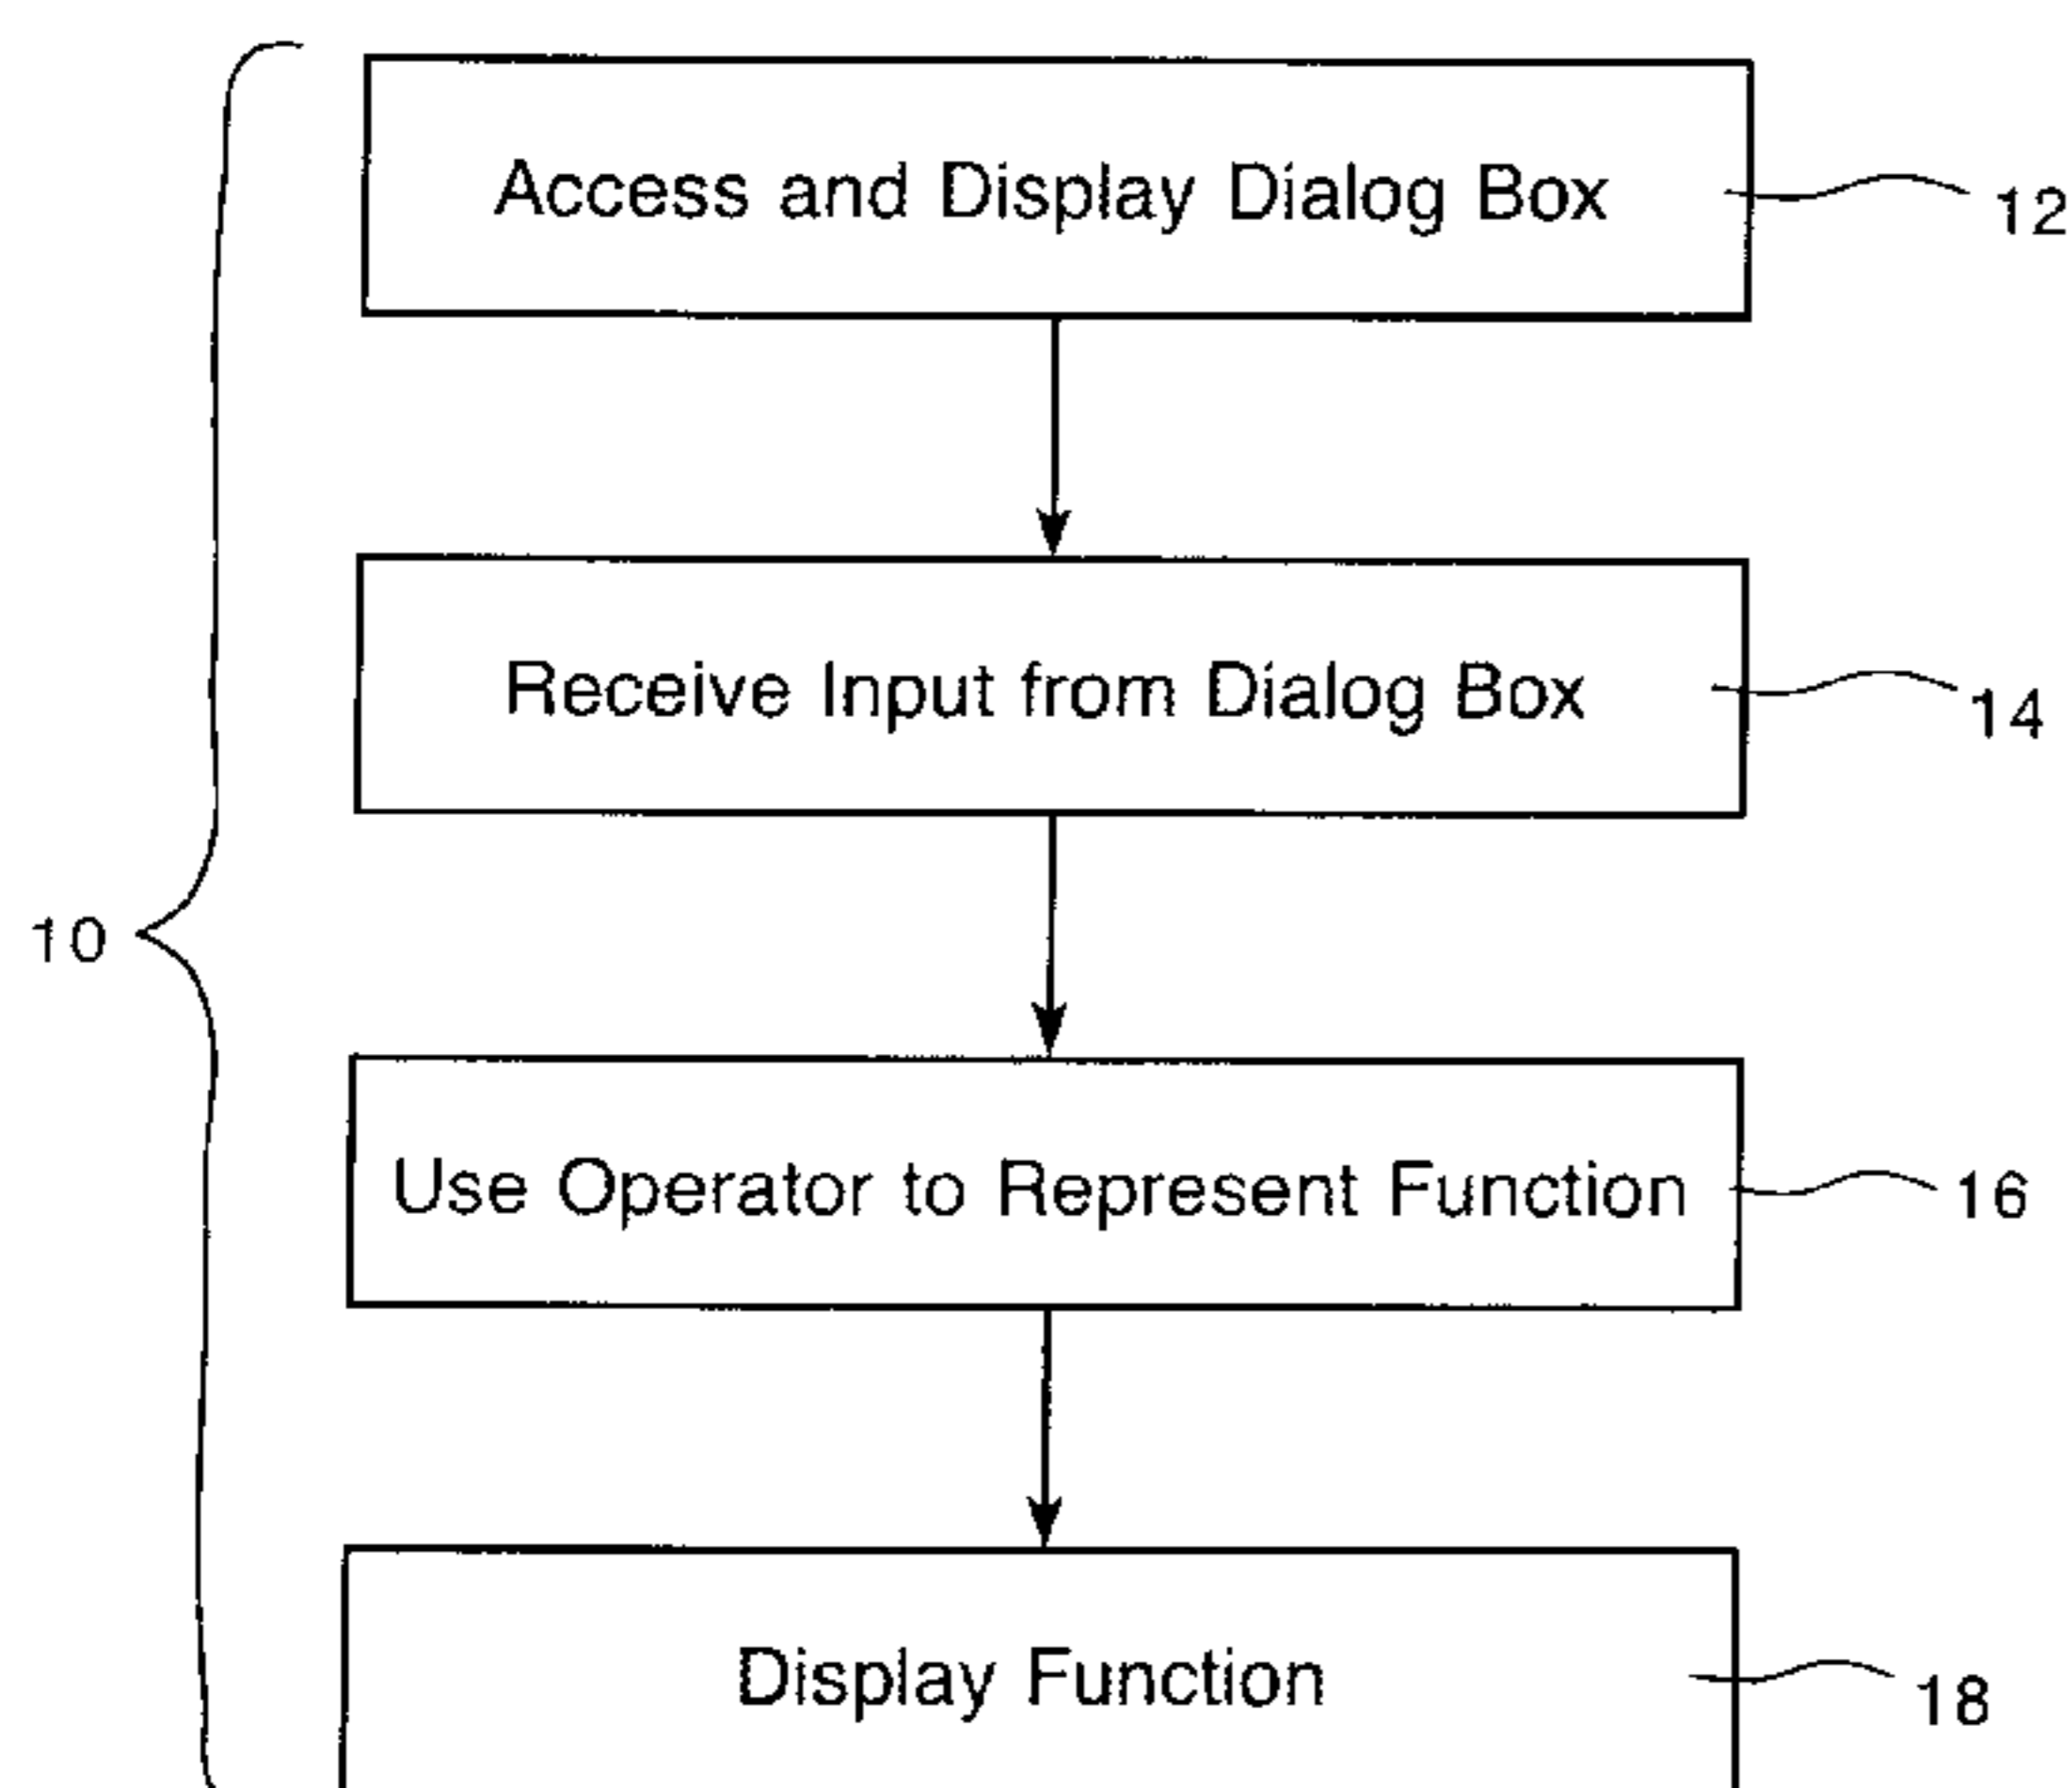 Access and Display Dialog Box
12
Receive Input from Dialog Box
14
10
Use Operator to Represent Function
16
Display Function
18